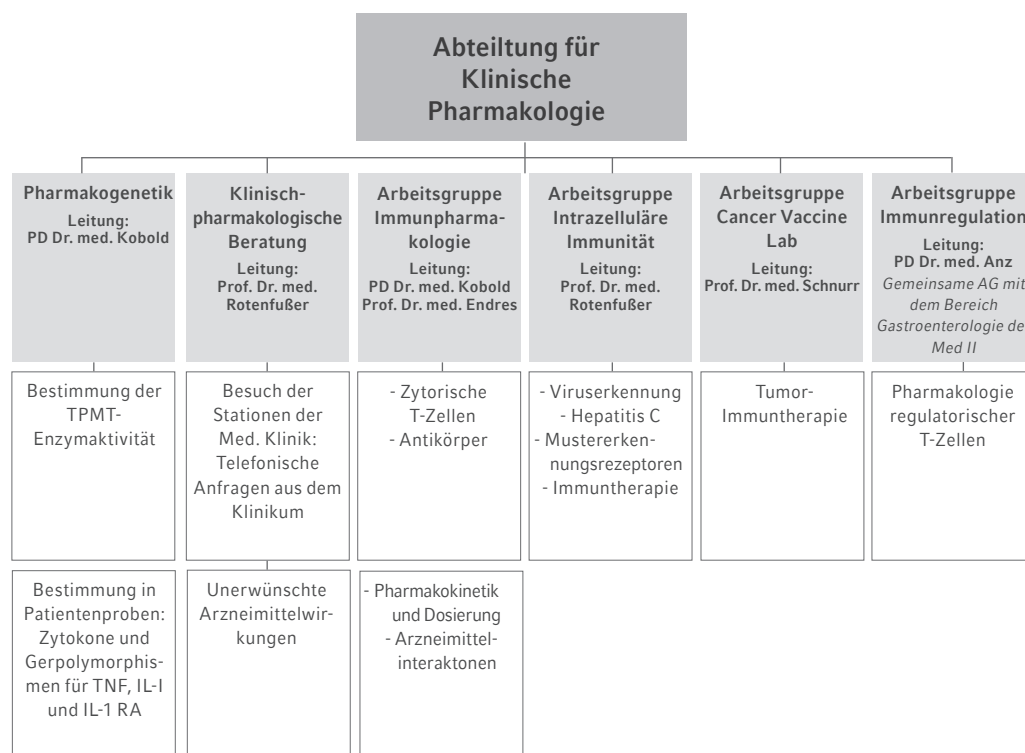 Abteiltung für
Klinische
Pharmakologie
Pharmakogenetik
Leitung:
PD Dr. med. Kobold
Klinisch-
pharmakologische
Beratung
Leitung:
Prof. Dr. med.
Rotenfußer
Arbeitsgruppe
Immunpharma-
kologie
Leitung:
PD Dr. med. Kobold
Prof. Dr. med. Endres
Arbeitsgruppe
Intrazelluläre
Immunität
Leitung:
Prof. Dr. med.
Rotenfußer
Arbeitsgruppe
Cancer Vaccine
Lab
Leitung:
Prof. Dr. med. Schnurr
Arbeitsgruppe
Immunregulation
Leitung:
PD Dr. med. Anz
Gemeinsame AG mit
dem Bereich
Gastroenterologie de
Med II
Bestimmung der
TPMT-
Enzymaktivität
Besuch der
Stationen der
Med. Klinik:
Telefonische
Anfragen aus dem
Klinikum
- Zytorische
T-Zellen
- Antikörper
- Viruserkennung
- Hepatitis C
- Mustererken-
nungsrezeptoren
- Immuntherapie
Tumor-
Immuntherapie
Pharmakologie
regulatorischer
T-Zellen
Bestimmung in
Patientenproben:
Zytokone und
Gerpolymorphis-
men für TNF, IL-I
und IL-1 RA
Unerwünschte
Arzneimittelwir-
kungen
- Pharmakokinetik
und Dosierung
- Arzneimittel-
interaktonen